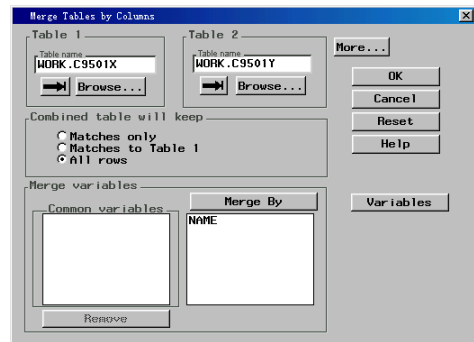 Merge Tables by Columns
Table 1
Table name
WORK.C9501X
Browse...
Table 2
Table name
WORK.C9501Y
Browse...
More...
OK
Cancel
Reset
Help
Combined table will keep
Matches only
Matches to Table 1
All rows
Merge variables
Common variables
Merge By
NAME
Remove
Variables